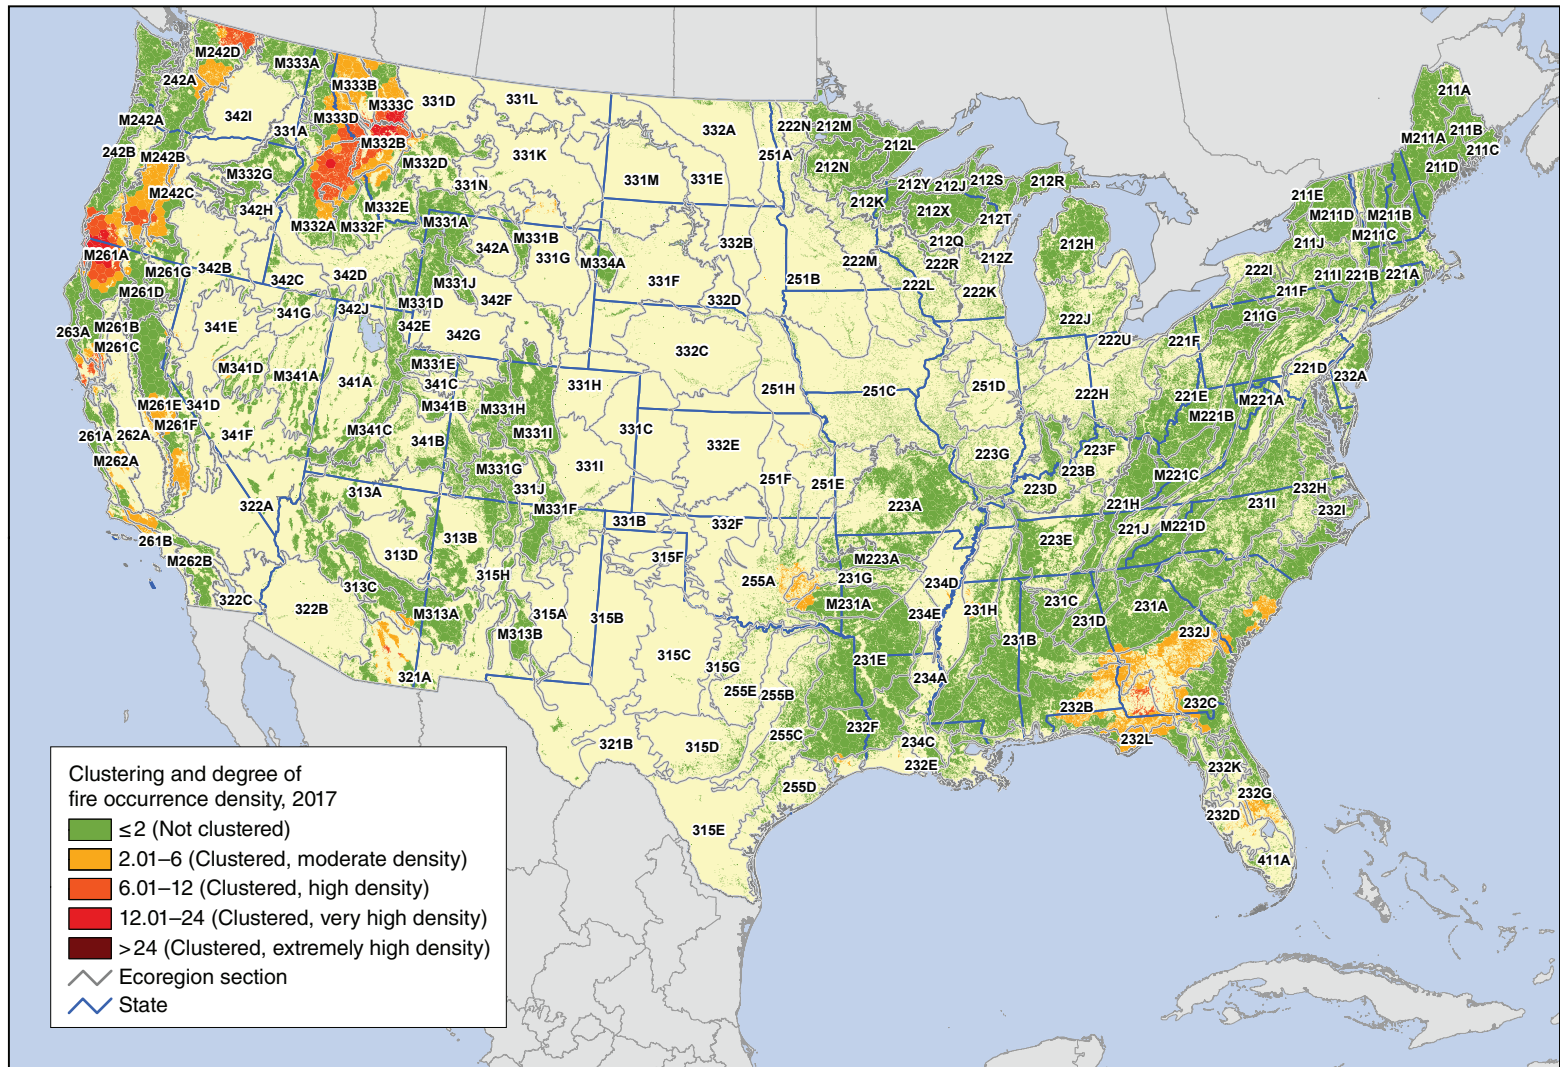 M242D
M333A
242A
M333B
M333C
331D
331L
211A
342I
M242A
M333D
331A
332A
222N
212M
211B
M332B
212L
M211A
211C
242B
M242B
331K
251A
212N
M332D
211D
M332G
M242C
331N
331M
331E
212Y
212J
212S
212R
211E
342H
M332E
212K
212X
M211D
M211B
M332A
M332F
M331A
212T
M211C
M331B
342A
332B
212Q
212H
211J
M261A
331G
M334A
222M
222R
212Z
222I
211I
221B
221A
M261G
342B
342C
342D
M331J
331F
251B
222L
222K
211F
M261D
M331D
342F
332D
341G
342J
342E
222J
211G
263A
M261B
341E
342G
M261C
332C
222U
221F
M341D
M341A
341A
M331E
341C
331H
251H
251C
251D
222H
221D
232A
M261E
341D
M341B
M331H
221E
M221A
M221B
M261F
331C
261A
262A
341F
M341C
341B
M331I
332E
223G
223F
M262A
M331G
331I
223B
M221C
251F
251E
223D
331J
313A
322A
M331F
223A
221H
231I
232H
232I
331B
332F
221J
M221D
261B
313B
223E
M262B
313D
315F
M223A
315H
255A
231G
234D
313C
322C
322B
M313A
315A
315B
M231A
234E
231H
231C
231A
M313B
231D
231B
232J
315C
231E
321A
315G
234A
255E
255B
232B
232C
232F
255C
234C
321B
315D
232L
232E
232K
255D
232G
232D
315E
411A
Clustering and degree of
fire occurrence density, 2017
≤2 (Not clustered)
2.01–6 (Clustered, moderate density)
6.01–12 (Clustered, high density)
12.01–24 (Clustered, very high density)
>24 (Clustered, extremely high density)
Ecoregion section
State